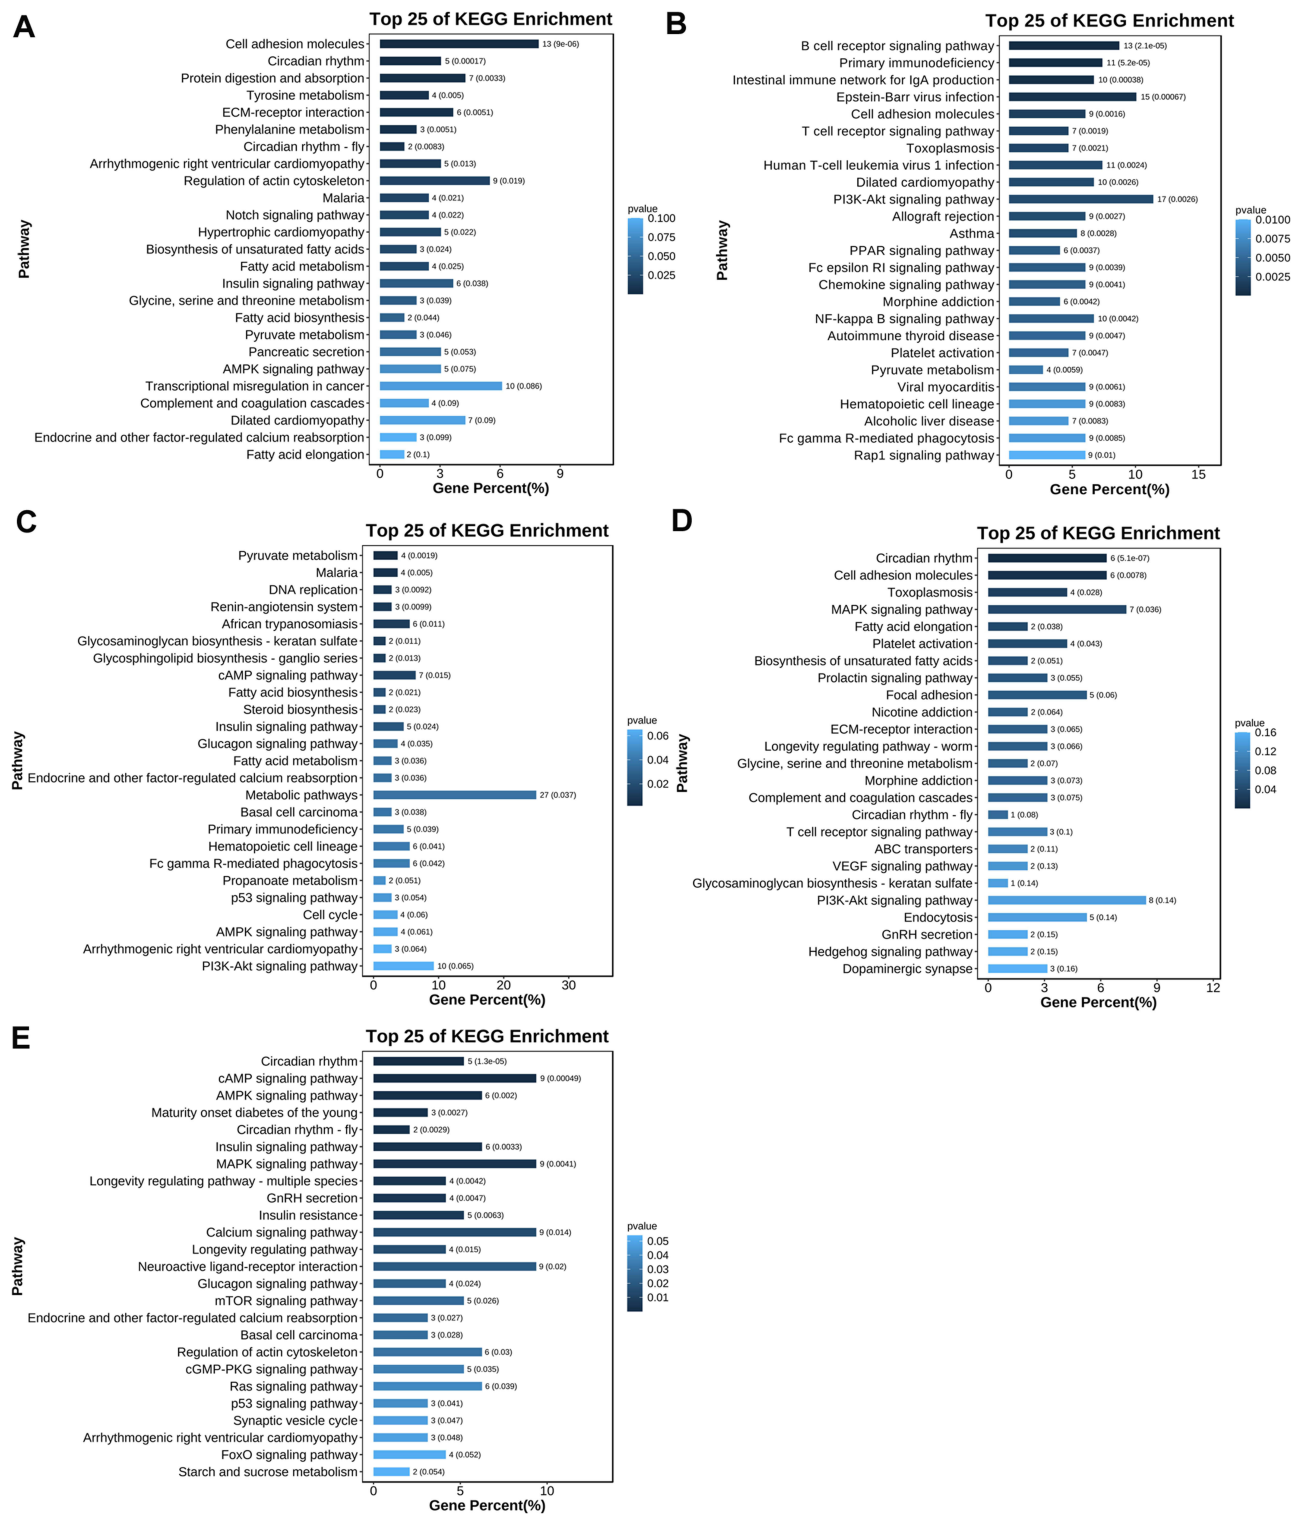 A
Top 25 of KEGG Enrichment
Cell adhesion molecules 13 (9e-06)
Circadian rhythm 5 (0.00017)
Protein digestion and absorption 7 (0.0033)
Tyrosine metabolism 4 (0.005)
ECM-receptor interaction 6 (0.0051)
Phenylalanine metabolism 3 (0.0051)
Circadian rhythm - fly 2 (0.0083)
Arrhythmogenic right ventricular cardiomyopathy 5 (0.013)
Regulation of actin cytoskeleton 9 (0.019)
Malaria 4 (0.021)
Notch signaling pathway 4 (0.022)
Hypertrophic cardiomyopathy 5 (0.022)
Biosynthesis of unsaturated fatty acids 3 (0.024)
Fatty acid metabolism 4 (0.025)
Insulin signaling pathway 6 (0.038)
Glycine, serine and threonine metabolism 3 (0.039)
Fatty acid biosynthesis 2 (0.044)
Pyruvate metabolism 3 (0.046)
Pancreatic secretion 5 (0.053)
AMPK signaling pathway 5 (0.075)
Transcriptional misregulation in cancer 10 (0.086)
Complement and coagulation cascades 4 (0.09)
Dilated cardiomyopathy 7 (0.09)
Endocrine and other factor-regulated calcium reabsorption 3 (0.099)
Fatty acid elongation 2 (0.1)
0 3 6 9
Gene Percent(%)
Pathway
pvalue
0.100
0.075
0.050
0.025
B
Top 25 of KEGG Enrichment
B cell receptor signaling pathway 13 (2.1e-05)
Primary immunodeficiency 11 (5.2e-05)
Intestinal immune network for IgA production 10 (0.00038)
Epstein-Barr virus infection 15 (0.00067)
Cell adhesion molecules 9 (0.0016)
T cell receptor signaling pathway 7 (0.0019)
Toxoplasmosis 7 (0.0021)
Human T-cell leukemia virus 1 infection 11 (0.0024)
Dilated cardiomyopathy 10 (0.0026)
PI3K-Akt signaling pathway 17 (0.0026)
Allograft rejection 9 (0.0027)
Asthma 8 (0.0028)
PPAR signaling pathway 6 (0.0037)
Fc epsilon RI signaling pathway 9 (0.0039)
Chemokine signaling pathway 9 (0.0041)
Morphine addiction 6 (0.0042)
NF-kappa B signaling pathway 10 (0.0042)
Autoimmune thyroid disease 9 (0.0047)
Platelet activation 7 (0.0047)
Pyruvate metabolism 4 (0.0059)
Viral myocarditis 9 (0.0061)
Hematopoietic cell lineage 9 (0.0083)
Alcoholic liver disease 7 (0.0083)
Fc gamma R-mediated phagocytosis 9 (0.0085)
Rap1 signaling pathway 9 (0.01)
0 5 10 15
Gene Percent(%)
Pathway
pvalue
0.0100
0.0075
0.0050
0.0025
C
Top 25 of KEGG Enrichment
Pyruvate metabolism 4 (0.0019)
Malaria 4 (0.005)
DNA replication 3 (0.0092)
Renin-angiotensin system 3 (0.0099)
African trypanosomiasis 6 (0.011)
Glycosaminoglycan biosynthesis - keratan sulfate 2 (0.011)
Glycosphingolipid biosynthesis - ganglio series 2 (0.013)
cAMP signaling pathway 7 (0.015)
Fatty acid biosynthesis 2 (0.021)
Steroid biosynthesis 2 (0.023)
Insulin signaling pathway 5 (0.024)
Glucagon signaling pathway 4 (0.035)
Fatty acid metabolism 3 (0.036)
Endocrine and other factor-regulated calcium reabsorption 3 (0.036)
Metabolic pathways 27 (0.037)
Basal cell carcinoma 3 (0.038)
Primary immunodeficiency 5 (0.039)
Hematopoietic cell lineage 6 (0.041)
Fc gamma R-mediated phagocytosis 6 (0.042)
Propanoate metabolism 2 (0.051)
p53 signaling pathway 3 (0.054)
Cell cycle 4 (0.06)
AMPK signaling pathway 4 (0.061)
Arrhythmogenic right ventricular cardiomyopathy 3 (0.064)
PI3K-Akt signaling pathway 10 (0.065)
0 10 20 30
Gene Percent(%)
Pathway
pvalue
0.06
0.04
0.02
D
Top 25 of KEGG Enrichment
Circadian rhythm 6 (5.1e-07)
Cell adhesion molecules 6 (0.0078)
Toxoplasmosis 4 (0.028)
MAPK signaling pathway 7 (0.036)
Fatty acid elongation 2 (0.038)
Platelet activation 4 (0.043)
Biosynthesis of unsaturated fatty acids 2 (0.051)
Prolactin signaling pathway 3 (0.055)
Focal adhesion 5 (0.06)
Nicotine addiction 2 (0.064)
ECM-receptor interaction 3 (0.065)
Longevity regulating pathway - worm 3 (0.066)
Glycine, serine and threonine metabolism 2 (0.07)
Morphine addiction 3 (0.073)
Complement and coagulation cascades 3 (0.075)
Circadian rhythm - fly 1 (0.08)
T cell receptor signaling pathway 3 (0.1)
ABC transporters 2 (0.11)
VEGF signaling pathway 2 (0.13)
Glycosaminoglycan biosynthesis - keratan sulfate 1 (0.14)
PI3K-Akt signaling pathway 8 (0.14)
Endocytosis 5 (0.14)
GnRH secretion 2 (0.15)
Hedgehog signaling pathway 2 (0.15)
Dopaminergic synapse 3 (0.16)
0 3 6 9 12
Gene Percent(%)
Pathway
pvalue
0.16
0.12
0.08
0.04
E
Top 25 of KEGG Enrichment
Circadian rhythm 5 (1.3e-05)
cAMP signaling pathway 9 (0.00049)
AMPK signaling pathway 6 (0.002)
Maturity onset diabetes of the young 3 (0.0027)
Circadian rhythm - fly 2 (0.0029)
Insulin signaling pathway 6 (0.0033)
MAPK signaling pathway 9 (0.0041)
Longevity regulating pathway - multiple species 4 (0.0042)
GnRH secretion 4 (0.0047)
Insulin resistance 5 (0.0063)
Calcium signaling pathway 9 (0.014)
Longevity regulating pathway 4 (0.015)
Neuroactive ligand-receptor interaction 9 (0.02)
Glucagon signaling pathway 4 (0.024)
mTOR signaling pathway 5 (0.026)
Endocrine and other factor-regulated calcium reabsorption 3 (0.027)
Basal cell carcinoma 3 (0.028)
Regulation of actin cytoskeleton 6 (0.03)
cGMP-PKG signaling pathway 5 (0.035)
Ras signaling pathway 6 (0.039)
p53 signaling pathway 3 (0.041)
Synaptic vesicle cycle 3 (0.047)
Arrhythmogenic right ventricular cardiomyopathy 3 (0.048)
FoxO signaling pathway 4 (0.052)
Starch and sucrose metabolism 2 (0.054)
0 5 10
Gene Percent(%)
Pathway
pvalue
0.05
0.04
0.03
0.02
0.01